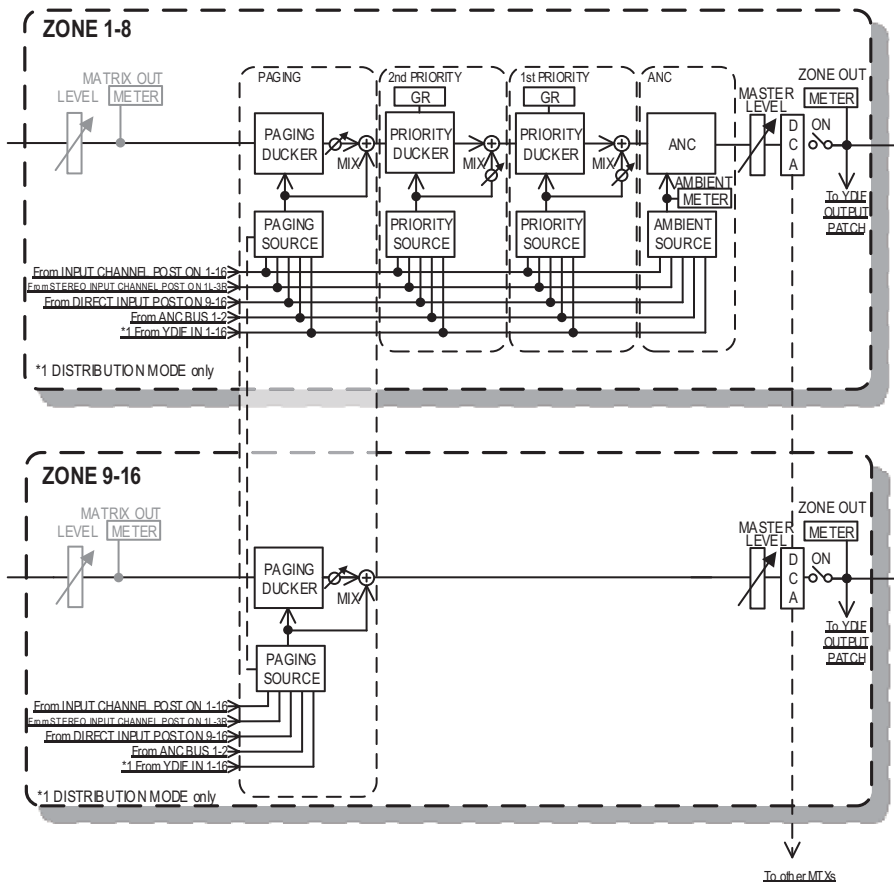 ZONE 1-8
MATRIX OUT
LEVEL
METER
PAGING
2nd PRIORITY
GR
1st PRIORITY
GR
ANC
MASTER
LEVEL
ZONE OUT
METER
PAGING
DUCKER
MIX
PRIORITY
DUCKER
MIX
PRIORITY
DUCKER
MIX
ANC
D
C
A
ON
AMBIENT
METER
To YDIF
OUTPUT
PATCH
PAGING
SOURCE
PRIORITY
SOURCE
PRIORITY
SOURCE
AMBIENT
SOURCE
From INPUT CHANNEL POST ON 1-16
From STEREO INPUT CHANNEL POST ON 1L-3R
From DIRECT INPUT POST ON 9-16
From ANC BUS 1-2
*1 From YDIF IN 1-16
*1 DISTRIBUTION MODE only
ZONE 9-16
MATRIX OUT
LEVEL
METER
MASTER
LEVEL
ZONE OUT
METER
PAGING
DUCKER
MIX
D
C
A
ON
To YDIF
OUTPUT
PATCH
PAGING
SOURCE
From INPUT CHANNEL POST ON 1-16
From STEREO INPUT CHANNEL POST ON 1L-3R
From DIRECT INPUT POST ON 9-16
From ANC BUS 1-2
*1 From YDIF IN 1-16
*1 DISTRIBUTION MODE only
To other MTXs